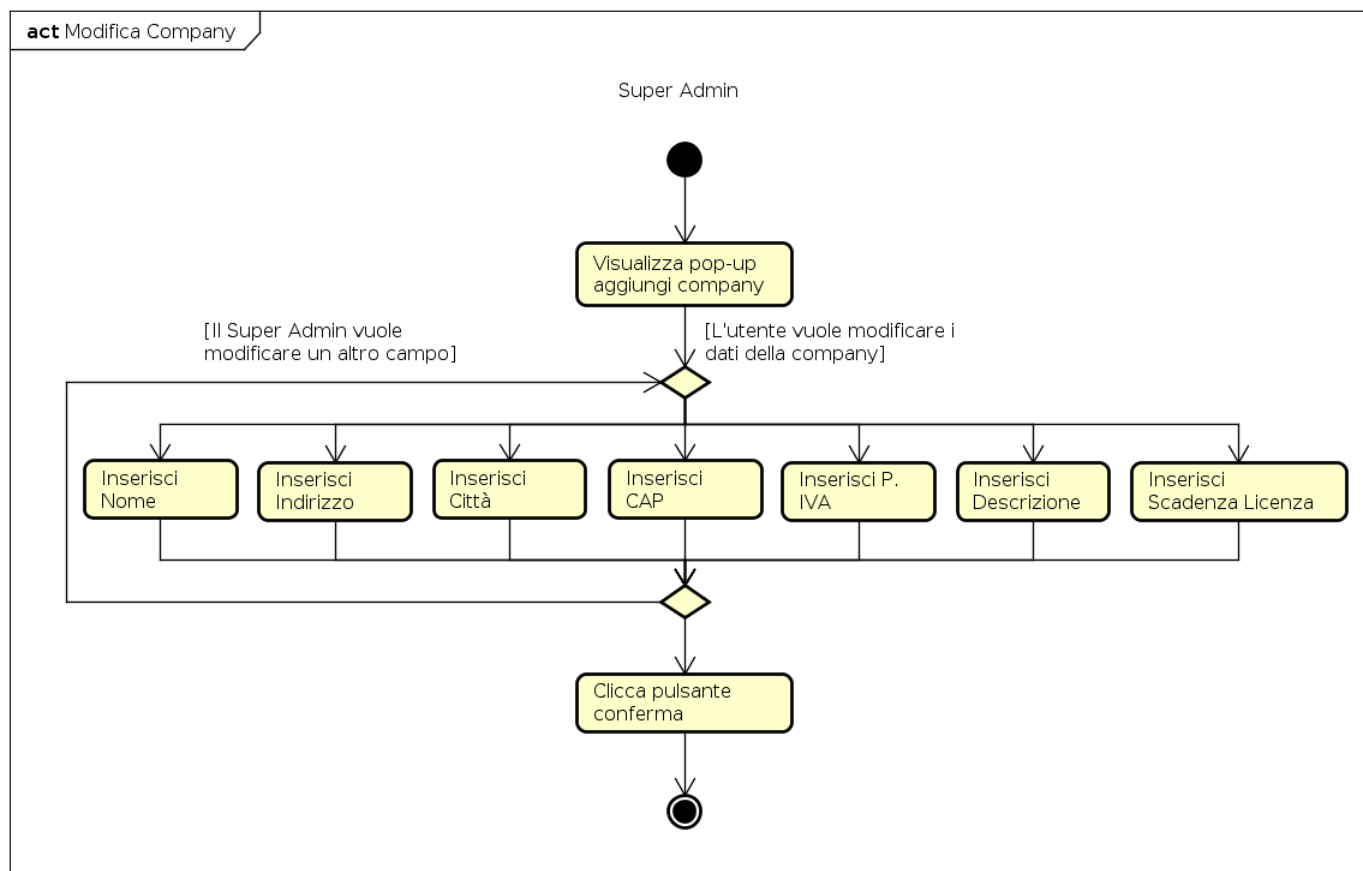 act Modifica Company
Super Admin
Visualizza pop-up
aggiungi company
[Il Super Admin vuole
modificare un altro campo]
[L'utente vuole modificare i
dati della company]
Inserisci
Nome
Inserisci
Indirizzo
Inserisci
Città
Inserisci
CAP
Inserisci P.
IVA
Inserisci
Descrizione
Inserisci
Scadenza Licenza
Clicca pulsante
conferma